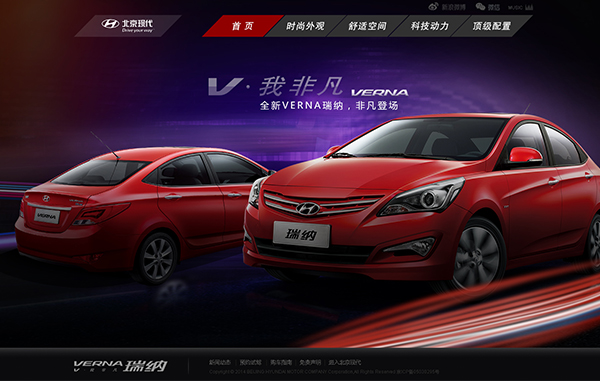 新浪微博 微信 MUSIC
北京现代
Drive your way
首 页 时尚外观 舒适空间 科技动力 顶级配置
V·我非凡 VERNA
全新VERNA瑞纳，非凡登场
VERNA
瑞纳
VERNA 瑞纳
V·我非凡
新闻动态 预约试驾 购车指南 免责声明 进入北京现代